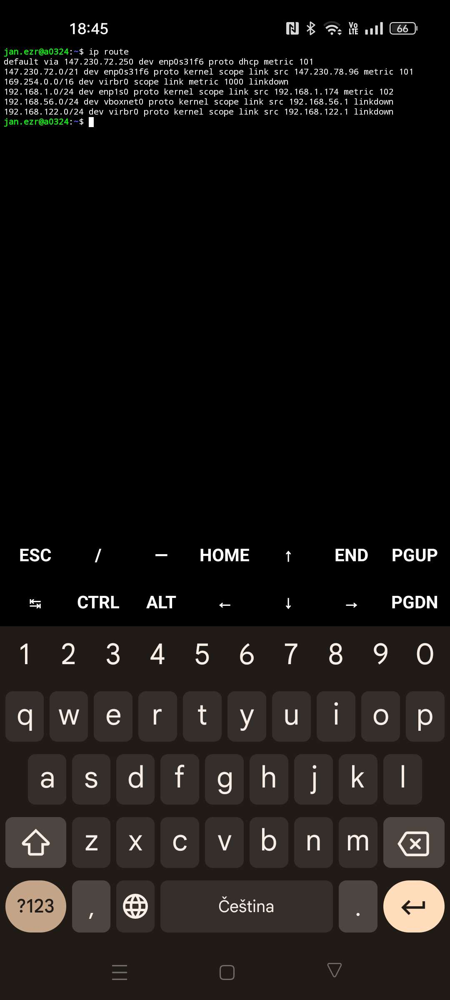 18:45
Vo
LTE
66
jan.ezr@a0324:~$ ip route
default via 147.230.72.250 dev enp0s31f6 proto dhcp metric 101
147.230.72.0/21 dev enp0s31f6 proto kernel scope link src 147.230.78.96 metric 101
169.254.0.0/16 dev virbr0 scope link metric 1000 linkdown
192.168.1.0/24 dev enp1s0 proto kernel scope link src 192.168.1.174 metric 102
192.168.56.0/24 dev vboxnet0 proto kernel scope link src 192.168.56.1 linkdown
192.168.122.0/24 dev virbr0 proto kernel scope link src 192.168.122.1 linkdown
jan.ezr@a0324:~$
ESC / — HOME ↑ END PGUP
↹ CTRL ALT ← ↓ → PGDN
1 2 3 4 5 6 7 8 9 0
q w e r t y u i o p
a s d f g h j k l
z x c v b n m
?123 , Čeština .